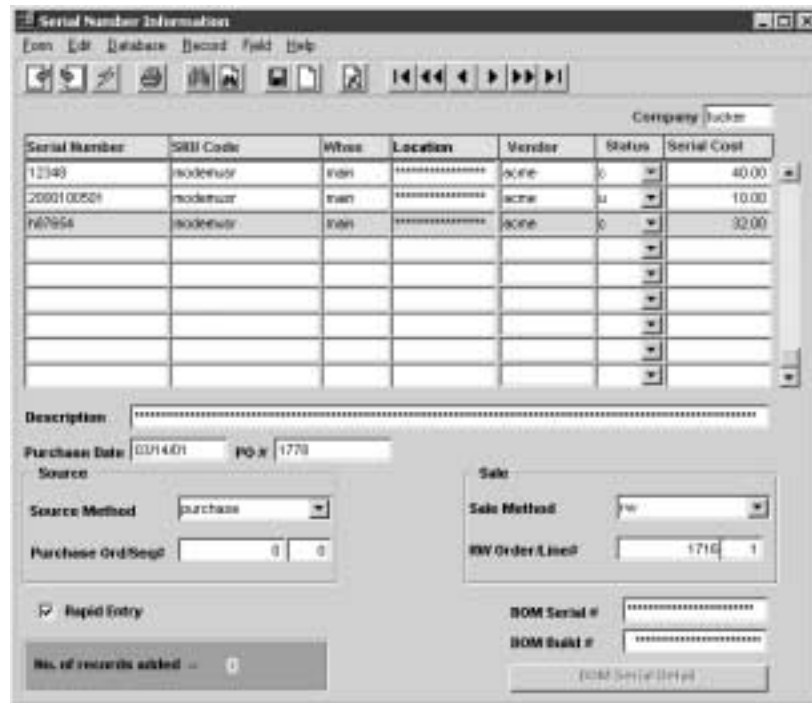 Serial Number Information
Form Edit Database Record Field Help
Company tucker
Serial Number SKU Code Whse Location Vendor Status Serial Cost
12348 modemusr main **************** acme c 40.00
2000100501 modemusr main **************** acme u 10.00
h87654 modemusr main **************** acme c 32.00
Description
Purchase Date 03/14/01 PO # 1778
Source Sale
Source Method purchase Sale Method rw
Purchase Ord/Seq# 0 0 RW Order/Line# 1716 1
Rapid Entry BOM Serial #
BOM Build #
No. of records added --
BOM Serial Detail